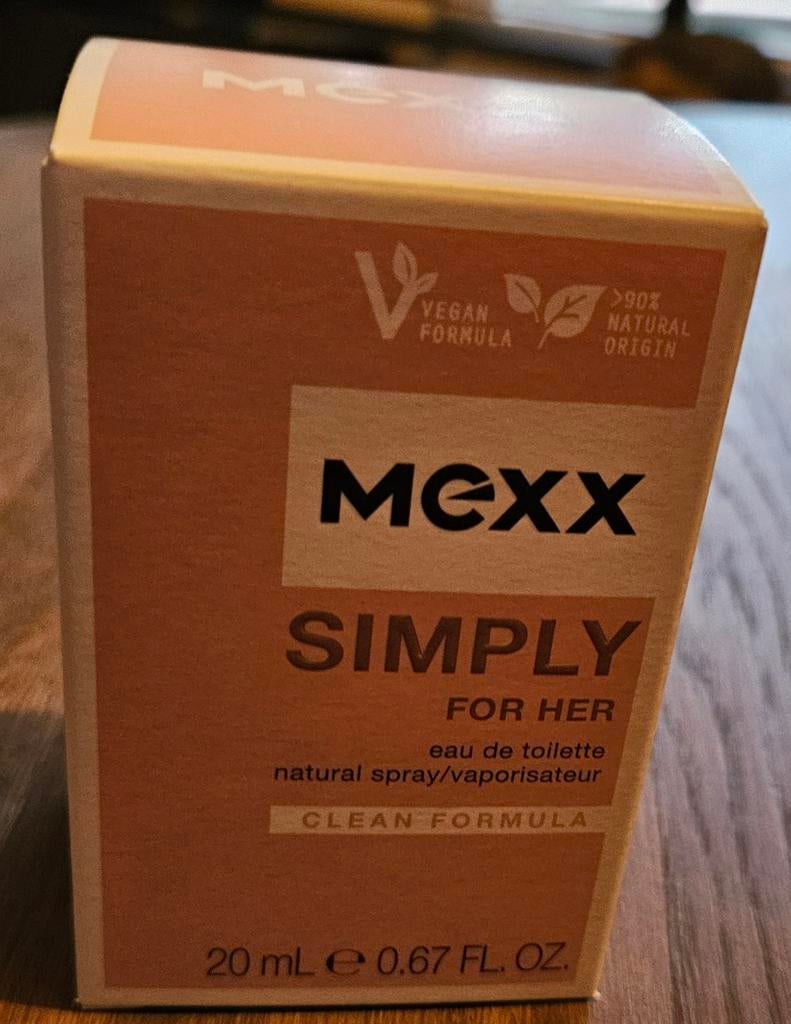 Mexx
VEGAN
FORMULA
>90%
NATURAL
ORIGIN
Mexx
SIMPLY
FOR HER
eau de toilette
natural spray/vaporisateur
CLEAN FORMULA
20 mL ℮ 0.67 FL. OZ.